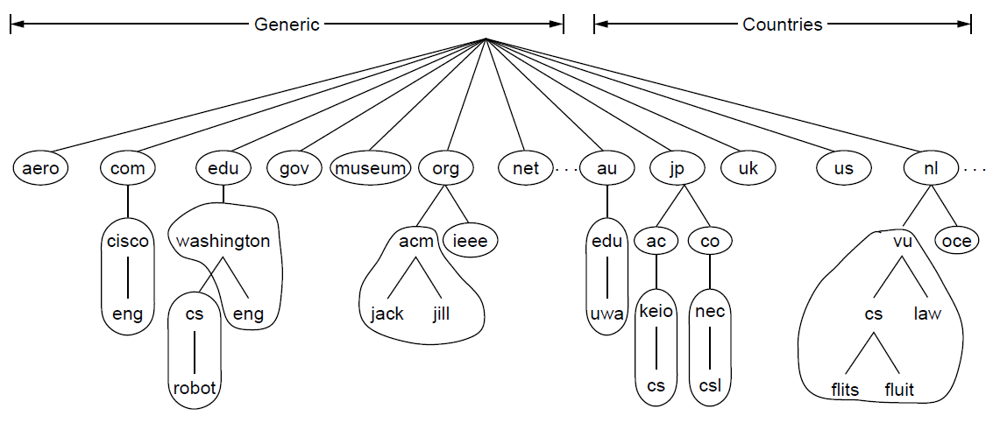 Generic Countries
aero com edu gov museum org net ... au jp uk us nl ...
cisco washington acm ieee edu ac co vu oce
eng cs eng jack jill uwa keio nec cs law
robot cs csl flits fluit